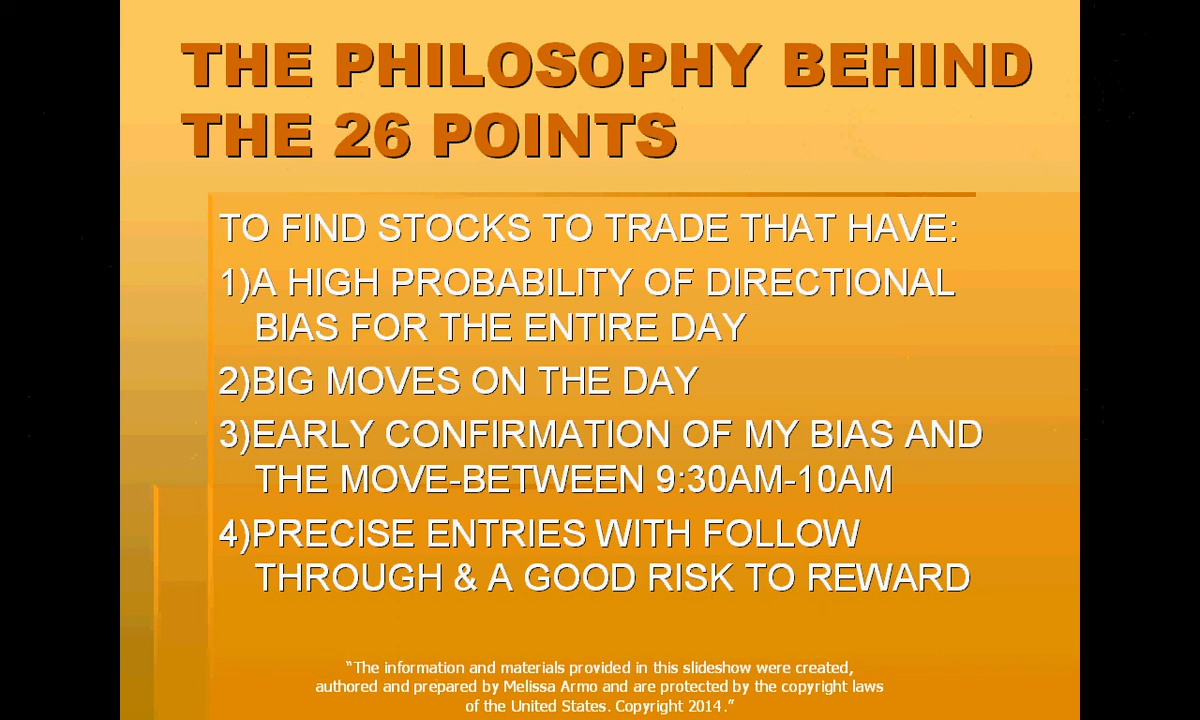 THE PHILOSOPHY BEHIND
THE 26 POINTS
TO FIND STOCKS TO TRADE THAT HAVE:
1)A HIGH PROBABILITY OF DIRECTIONAL
BIAS FOR THE ENTIRE DAY
2)BIG MOVES ON THE DAY
3)EARLY CONFIRMATION OF MY BIAS AND
THE MOVE-BETWEEN 9:30AM-10AM
4)PRECISE ENTRIES WITH FOLLOW
THROUGH & A GOOD RISK TO REWARD
“The information and materials provided in this slideshow were created,
authored and prepared by Melissa Armo and are protected by the copyright laws
of the United States. Copyright 2014.”